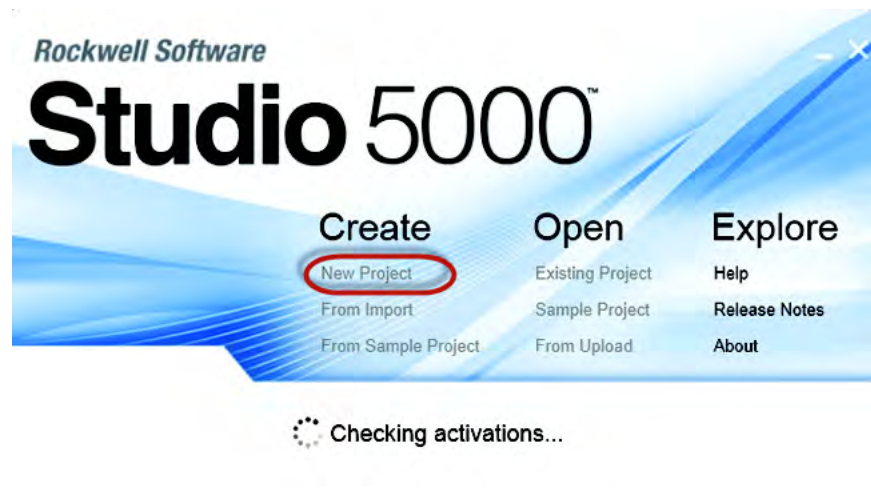 Rockwell Software
Studio 5000™
Create
New Project
From Import
From Sample Project
Open
Existing Project
Sample Project
From Upload
Explore
Help
Release Notes
About
Checking activations...